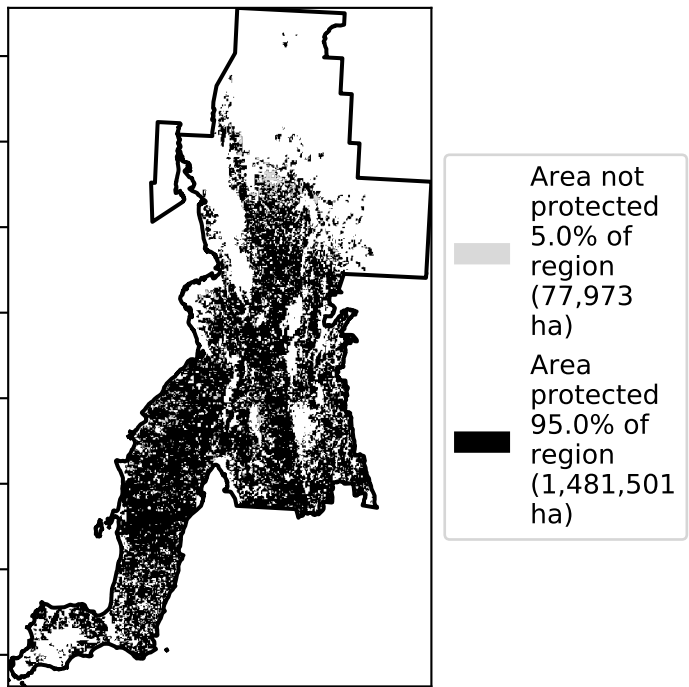 Area not
protected
5.0% of
region
(77,973
ha)
Area
protected
95.0% of
region
(1,481,501
ha)